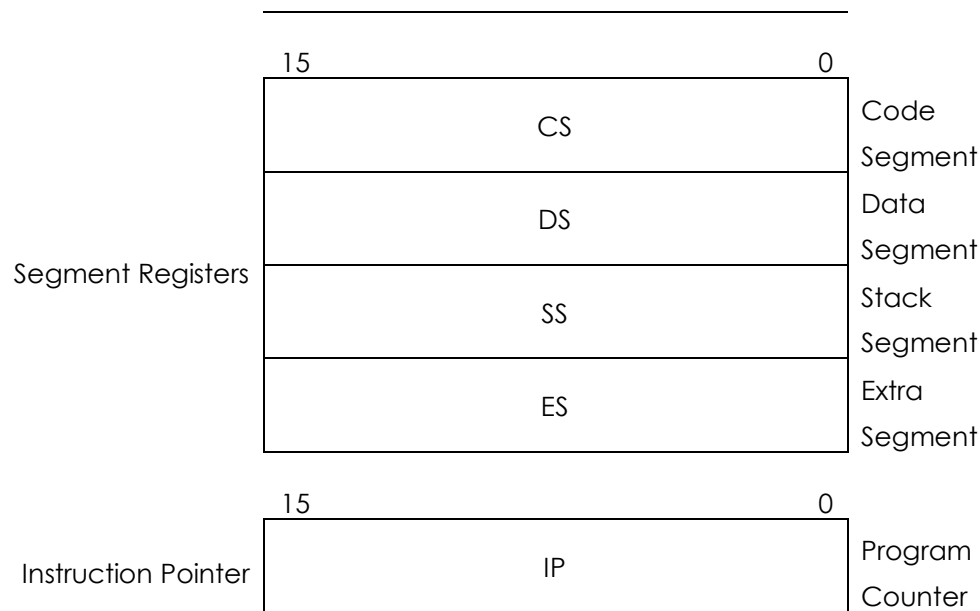 15 0
CS
Code
Segment
DS
Data
Segment
Segment Registers
SS
Stack
Segment
ES
Extra
Segment
15 0
Instruction Pointer
IP
Program
Counter